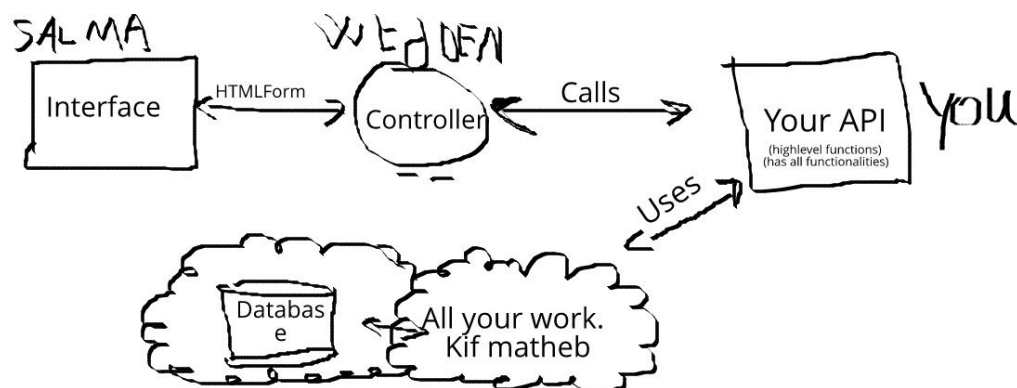 SALMA
WEdDEN
Interface
HTMLForm
Controller
Calls
Your API
(highlevel functions)
(has all functionalities)
YOU
Uses
Databas
e
All your work.
Kif matheb